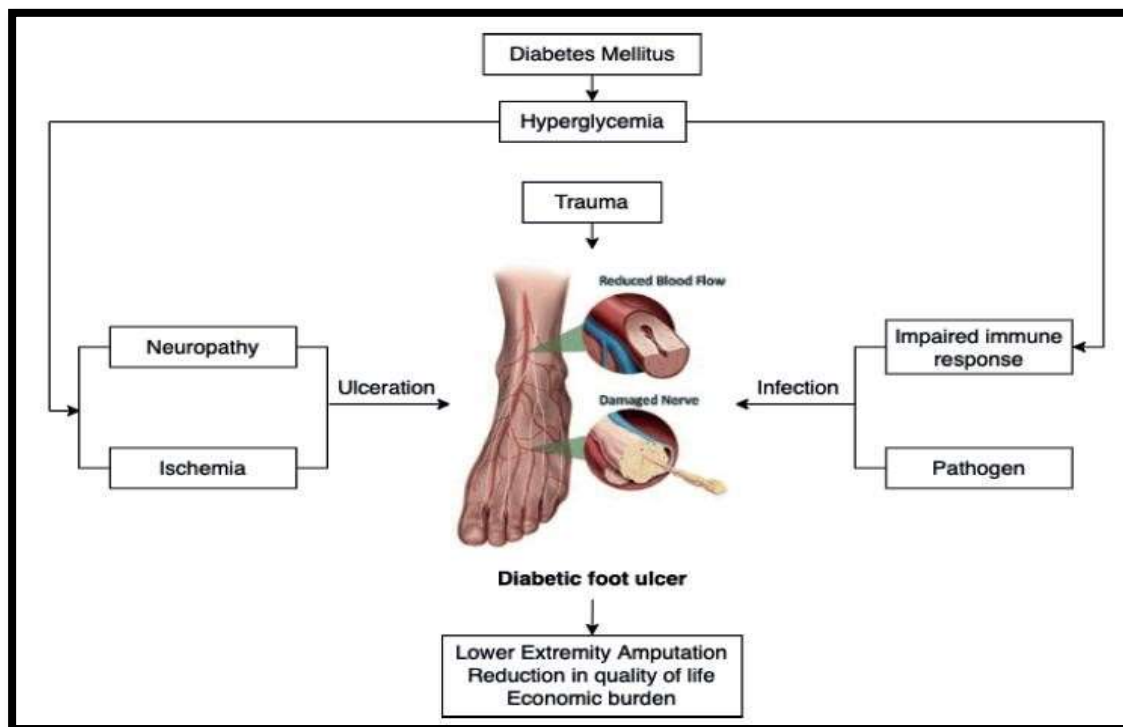 Diabetes Mellitus
Hyperglycemia
Trauma
Reduced Blood Flow
Neuropathy
Impaired immune
response
Ulceration
Infection
Damaged Nerve
Ischemia
Pathogen
Diabetic foot ulcer
Lower Extremity Amputation
Reduction in quality of life
Economic burden